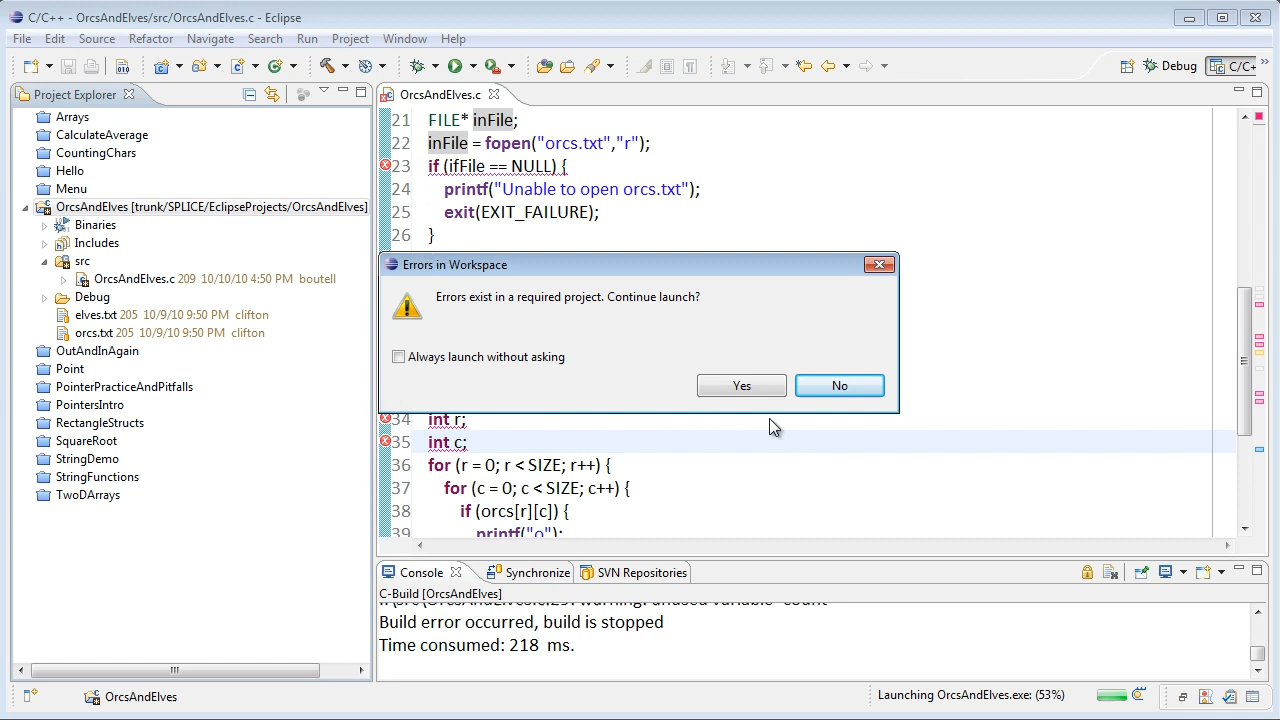 C/C++ - OrcsAndElves/src/OrcsAndElves.c - Eclipse
File Edit Source Refactor Navigate Search Run Project Window Help
Debug C/C+
Project Explorer
Arrays
CalculateAverage
CountingChars
Hello
Menu
OrcsAndElves [trunk/SPLICE/EclipseProjects/OrcsAndElves]
Binaries
Includes
src
OrcsAndElves.c 209 10/10/10 4:50 PM boutell
Debug
elves.txt 205 10/9/10 9:50 PM clifton
orcs.txt 205 10/9/10 9:50 PM clifton
OutAndInAgain
Point
PointerPracticeAndPitfalls
PointersIntro
RectangleStructs
SquareRoot
StringDemo
StringFunctions
TwoDArrays
OrcsAndElves.c
21 FILE* inFile;
22 inFile = fopen("orcs.txt","r");
23 if (ifFile == NULL) {
24 printf("Unable to open orcs.txt");
25 exit(EXIT_FAILURE);
26 }
Errors in Workspace
Errors exist in a required project. Continue launch?
Always launch without asking
Yes No
34 int r;
35 int c;
36 for (r = 0; r < SIZE; r++) {
37 for (c = 0; c < SIZE; c++) {
38 if (orcs[r][c]) {
39 printf("o");
Console Synchronize SVN Repositories
C-Build [OrcsAndElves]
Build error occurred, build is stopped
Time consumed: 218 ms.
OrcsAndElves
Launching OrcsAndElves.exe: (53%)